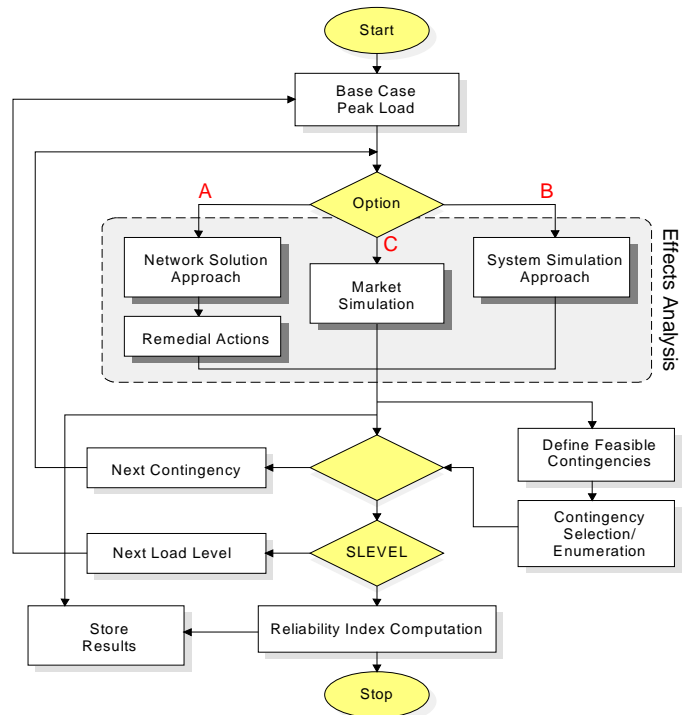 Start
Base Case
Peak Load
A
B
Option
C
Network Solution
Approach
Market
Simulation
System Simulation
Approach
Remedial Actions
Effects Analysis
Next Contingency
Define Feasible
Contingencies
Contingency
Selection/
Enumeration
Next Load Level
SLEVEL
Store
Results
Reliability Index Computation
Stop